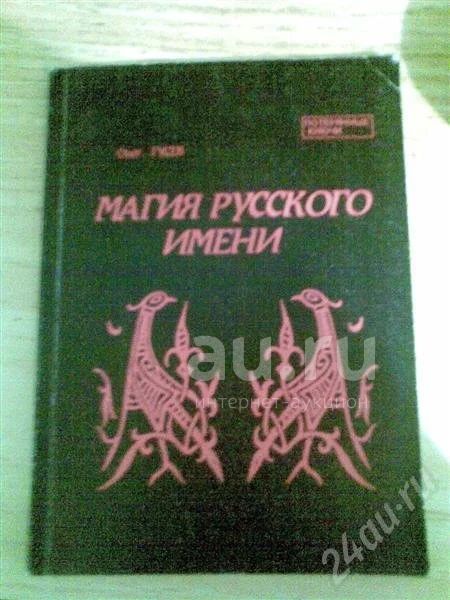 Олег ГУСЕВ
МАГИЯ РУССКОГО
ИМЕНИ
au.ru
интернет-аукцион
24au.ru